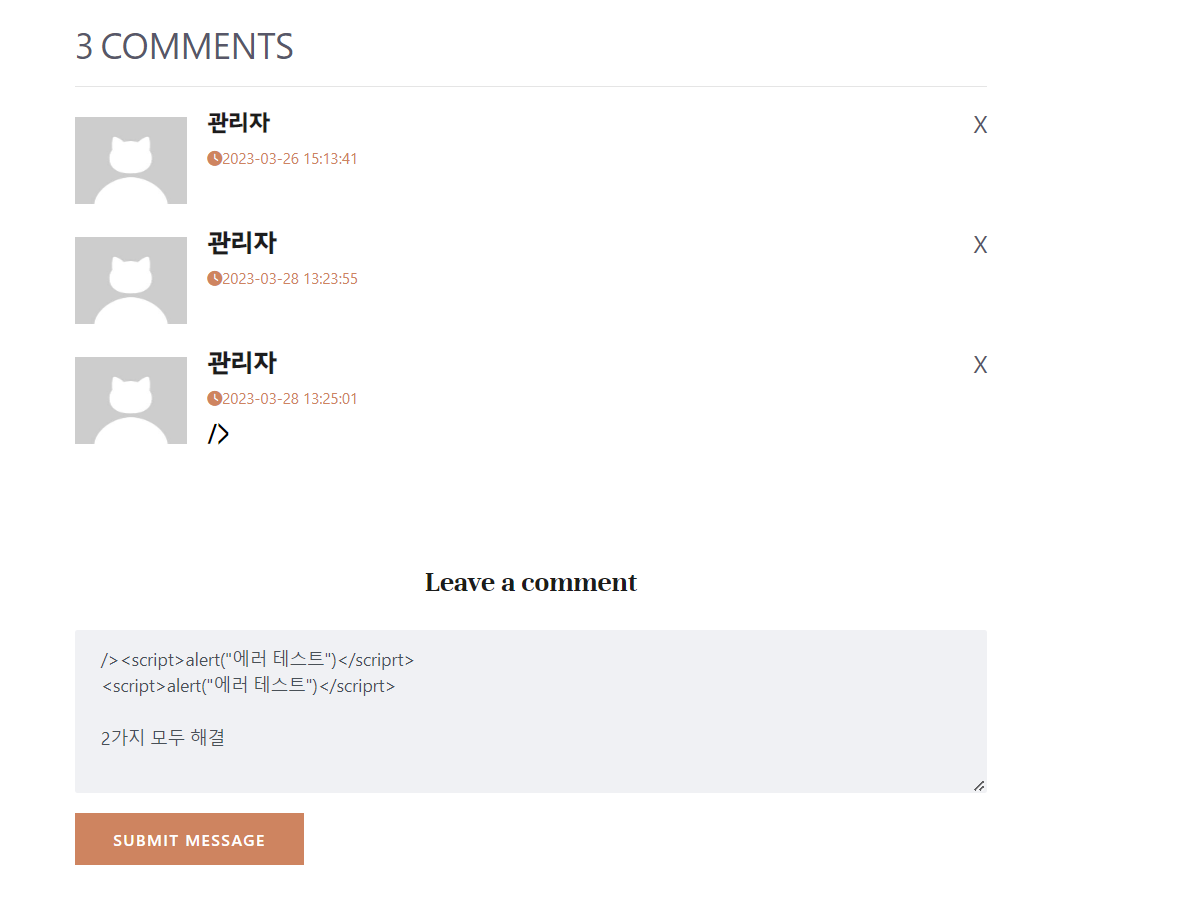 3 COMMENTS
관리자
X
2023-03-26 15:13:41
관리자
X
2023-03-28 13:23:55
관리자
X
2023-03-28 13:25:01
/>
Leave a comment
/><script>alert("에러 테스트")</scriprt>
<script>alert("에러 테스트")</scriprt>
2가지 모두 해결
SUBMIT MESSAGE